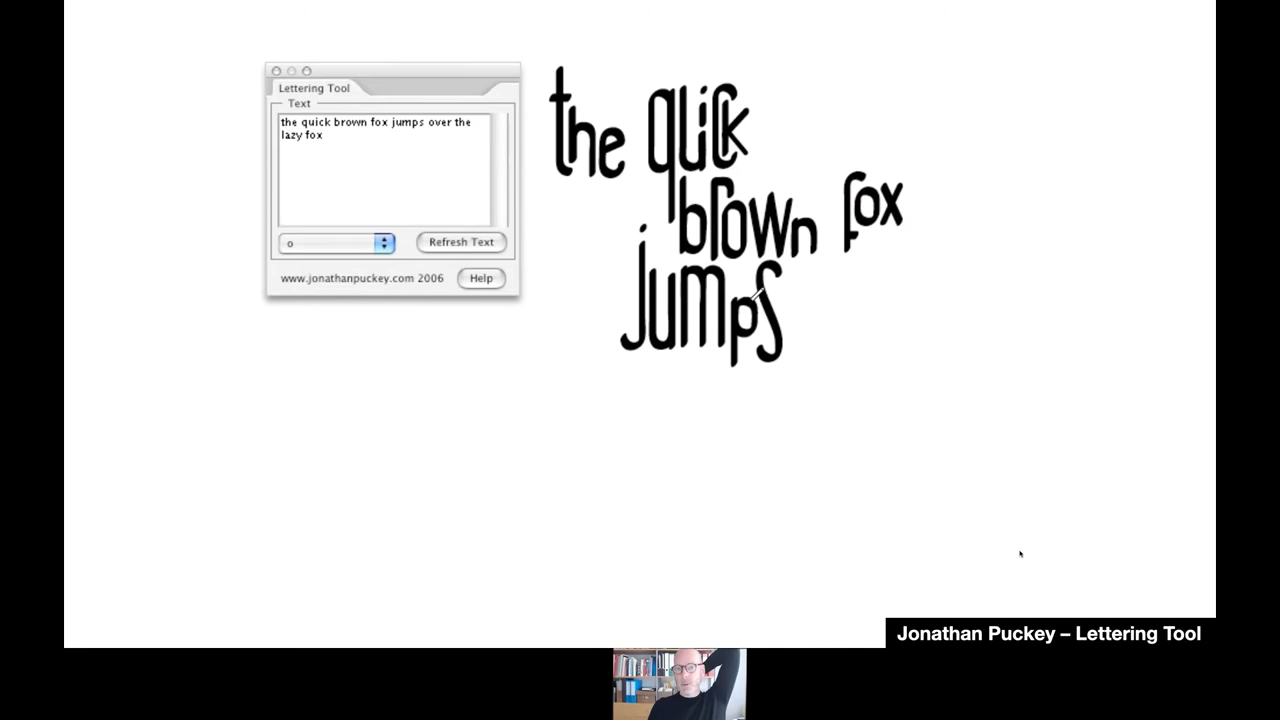 Lettering Tool
Text
the quick brown fox jumps over the
lazy fox
o
Refresh Text
www.jonathanpuckey.com 2006
Help
the quick
brown fox
jumps
Jonathan Puckey – Lettering Tool